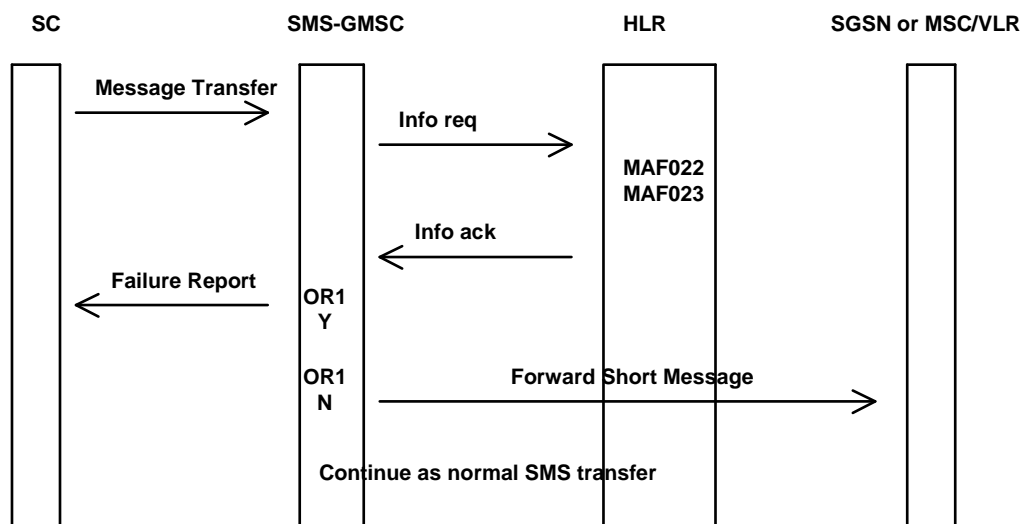 SC
SMS-GMSC
HLR
SGSN or MSC/VLR
Message Transfer
Info req
MAF022
MAF023
Info ack
Failure Report
OR1
Y
OR1
N
Forward Short Message
Continue as normal SMS transfer